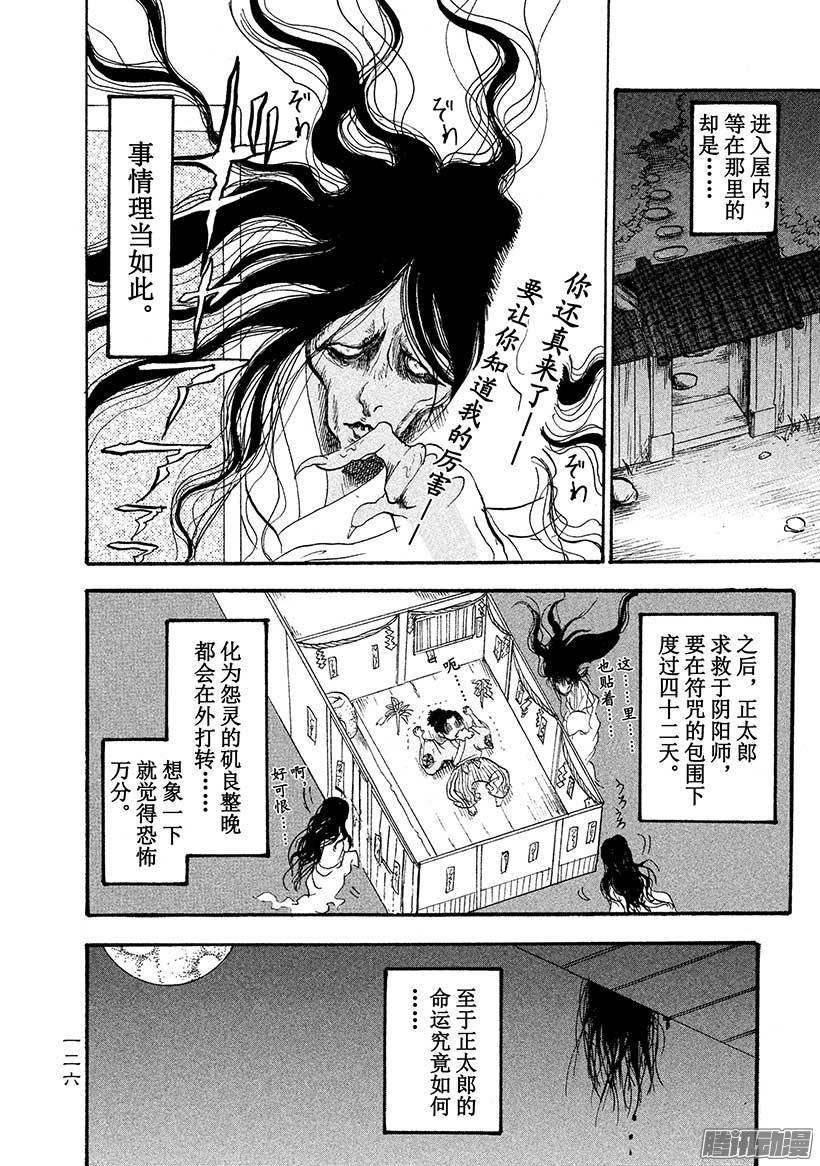 进入屋内，
等在那里的
却是……
你还真来了——
要让你知道我的厉害——
ぞわ
ぞわ
ぞわ
事情理当如此。
之后，正太郎
求救于阴阳师，
要在符咒的包围下
度过四十二天。
这……里……
也贴着……
呃……
うろうろ
化为怨灵的矶良整晚
都会在外打转……
想象一下
就觉得恐怖
万分。
啊，……
好可恨……
至于正太郎的
命运究竟如何
……
一二六
腾讯动漫